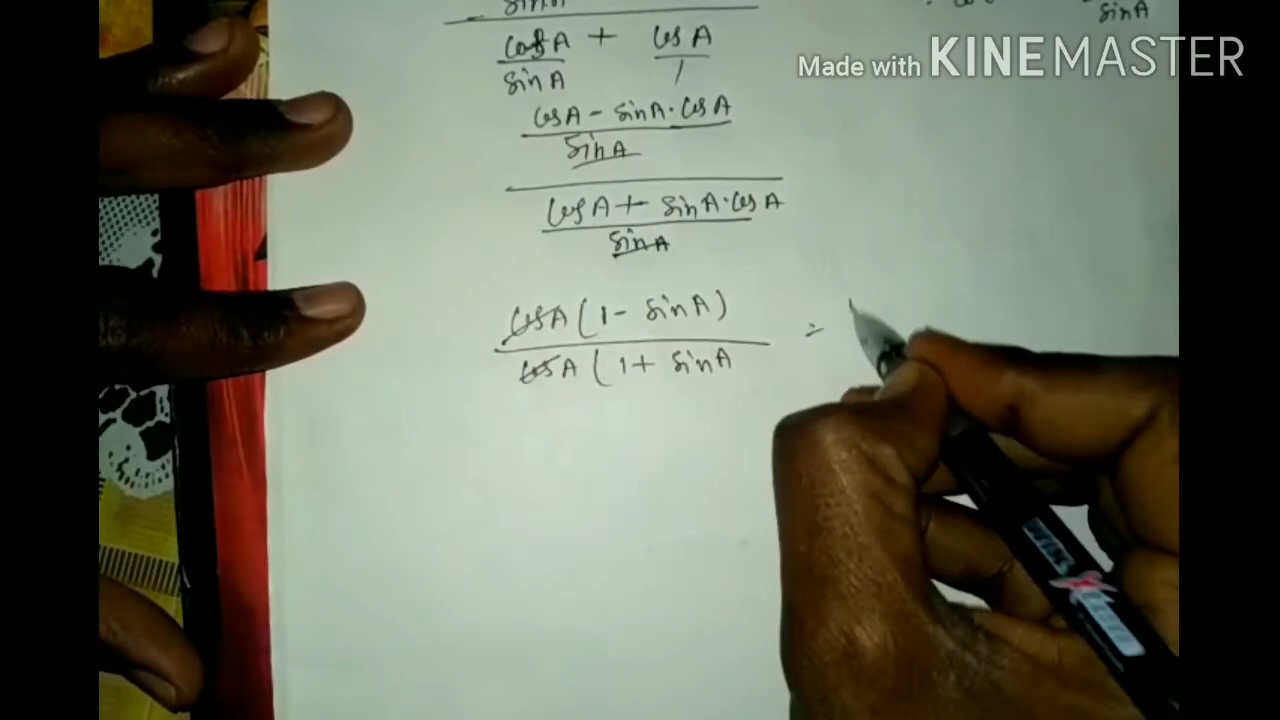 sinA
Made with KINEMASTER
cosA + cosA
sinA 1
cosA - sinA·cosA
sinA
cosA + sinA·cosA
sinA
cosA (1 - sinA)
cosA (1 + sinA
=